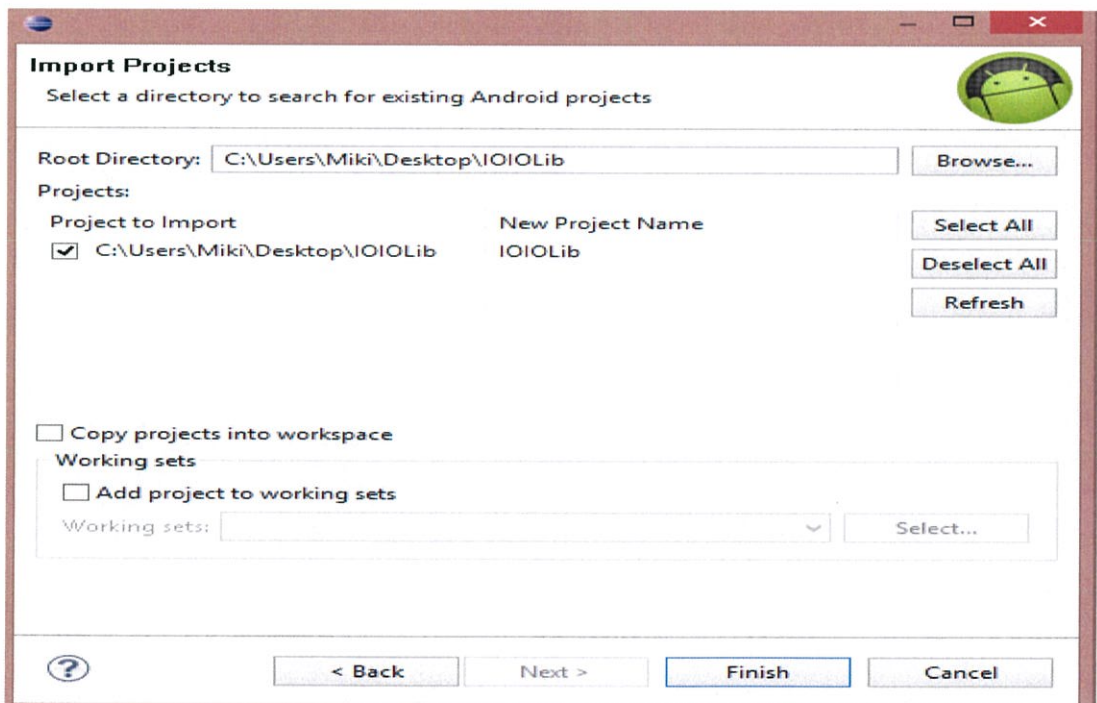 Import Projects
Select a directory to search for existing Android projects
Root Directory: C:\Users\Miki\Desktop\IOIOLib Browse...
Projects:
Project to Import New Project Name Select All
C:\Users\Miki\Desktop\IOIOLib IOIOLib
Deselect All
Refresh
Copy projects into workspace
Working sets
Add project to working sets
Working sets: Select...
? < Back Next > Finish Cancel